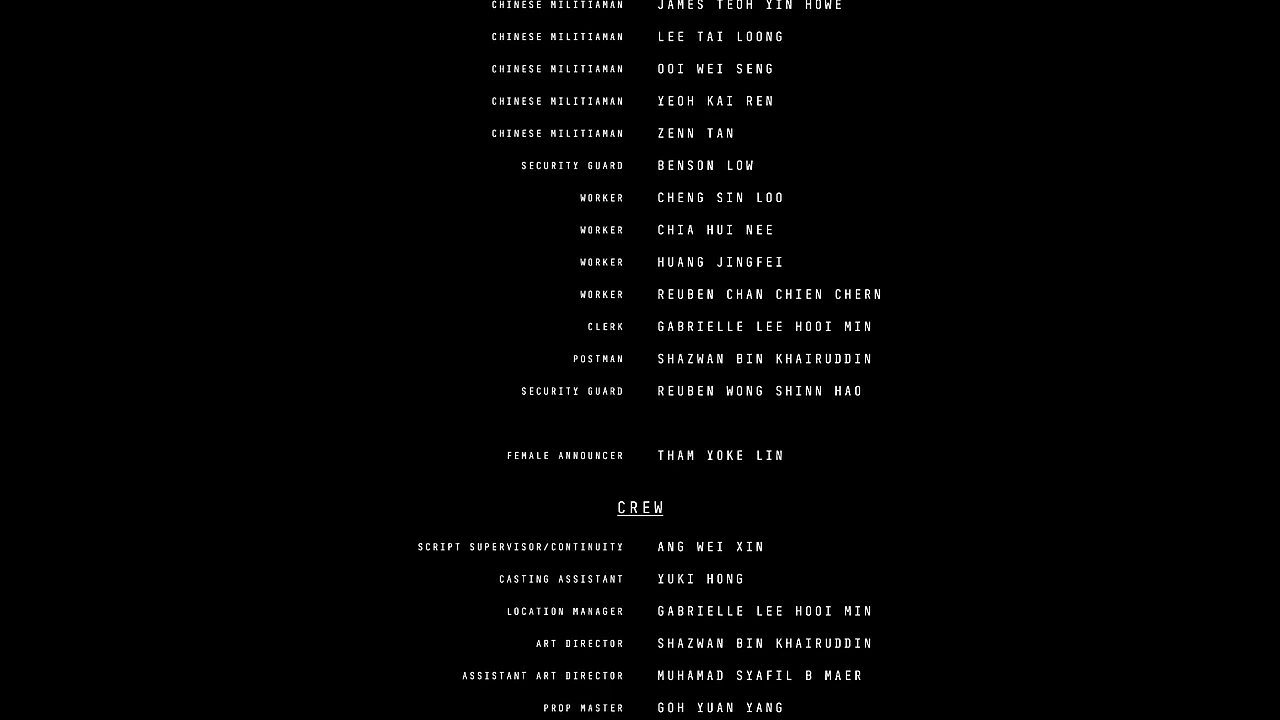 CHINESE MILITIAMAN JAMES TEOH YIN HOWE
CHINESE MILITIAMAN LEE TAI LOONG
CHINESE MILITIAMAN OOI WEI SENG
CHINESE MILITIAMAN YEOH KAI REN
CHINESE MILITIAMAN ZENN TAN
SECURITY GUARD BENSON LOW
WORKER CHENG SIN LOO
WORKER CHIA HUI NEE
WORKER HUANG JINGFEI
WORKER REUBEN CHAN CHIEN CHERN
CLERK GABRIELLE LEE HOOI MIN
POSTMAN SHAZWAN BIN KHAIRUDDIN
SECURITY GUARD REUBEN WONG SHINN HAO
FEMALE ANNOUNCER THAM YOKE LIN
CREW
SCRIPT SUPERVISOR/CONTINUITY ANG WEI XIN
CASTING ASSISTANT YUKI HONG
LOCATION MANAGER GABRIELLE LEE HOOI MIN
ART DIRECTOR SHAZWAN BIN KHAIRUDDIN
ASSISTANT ART DIRECTOR MUHAMAD SYAFIL B MAER
PROP MASTER GOH YUAN YANG